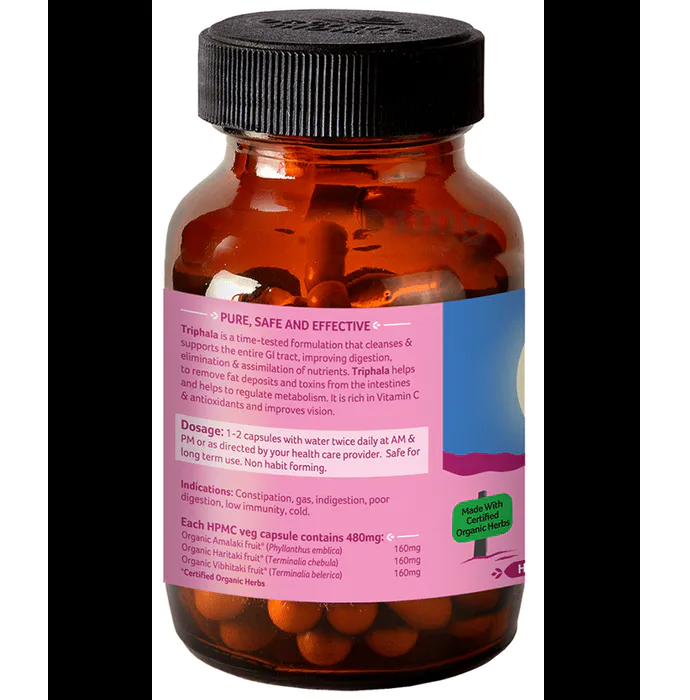 PURE, SAFE AND EFFECTIVE
Triphala is a time-tested formulation that cleanses &
supports the entire GI tract, improving digestion,
elimination & assimilation of nutrients. Triphala helps
to remove fat deposits and toxins from the intestines
and helps to regulate metabolism. It is rich in Vitamin C
& antioxidants and improves vision.
Dosage: 1-2 capsules with water twice daily at AM &
PM or as directed by your health care provider. Safe for
long term use. Non habit forming.
Indications: Constipation, gas, indigestion, poor
digestion, low immunity, cold.
Each HPMC veg capsule contains 480mg:
Organic Amalaki fruit* (Phyllanthus emblica) 160mg
Organic Haritaki fruit* (Terminalia chebula) 160mg
Organic Vibhitaki fruit* (Terminalia belerica) 160mg
*Certified Organic Herbs
Made With
Certified
Organic Herbs